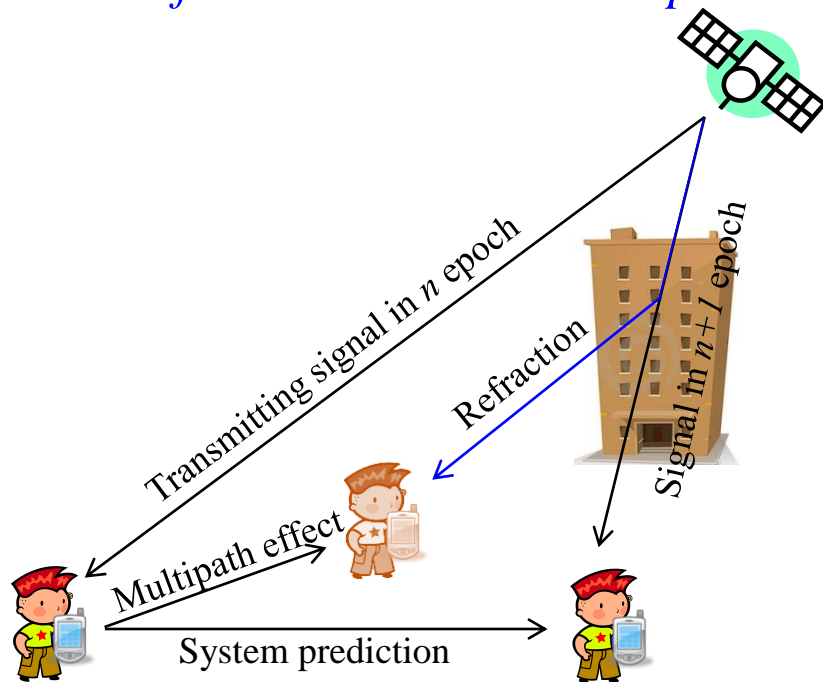 Transmitting signal in n epoch
Signal in n+1 epoch
Refraction
Multipath effect
System prediction